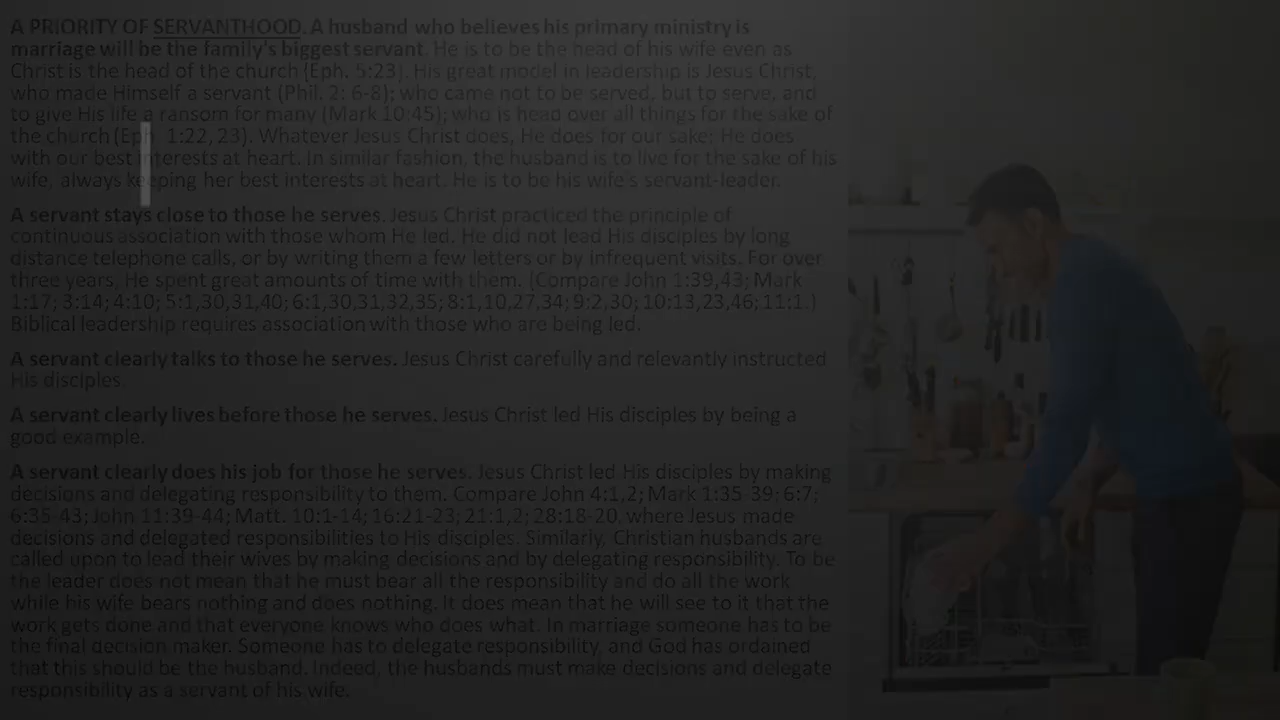 A PRIORITY OF SERVANTHOOD. A husband who believes his primary ministry is
marriage will be the family's biggest servant. He is to be the head of his wife even as
Christ is the head of the church (Eph. 5:23). His great model in leadership is Jesus Christ,
who made Himself a servant (Phil. 2: 6-8); who came not to be served, but to serve, and
to give His life a ransom for many (Mark 10:45); who is head over all things for the sake of
the church (Eph. 1:22, 23). Whatever Jesus Christ does, He does for our sake; He does
with our best interests at heart. In similar fashion, the husband is to live for the sake of his
wife, always keeping her best interests at heart. He is to be his wife's servant-leader.
A servant stays close to those he serves. Jesus Christ practiced the principle of
continuous association with those whom He led. He did not lead His disciples by long
distance telephone calls, or by writing them a few letters or by infrequent visits. For over
three years, He spent great amounts of time with them. (Compare John 1:39,43; Mark
1:17; 3:14; 4:10; 5:1,30,31,40; 6:1,30,31,32,35; 8:1,10,27,34; 9:2,30; 10:13,23,46; 11:1.)
Biblical leadership requires association with those who are being led.
A servant clearly talks to those he serves. Jesus Christ carefully and relevantly instructed
His disciples.
A servant clearly lives before those he serves. Jesus Christ led His disciples by being a
good example.
A servant clearly does his job for those he serves. Jesus Christ led His disciples by making
decisions and delegating responsibility to them. Compare John 4:1,2; Mark 1:35-39; 6:7;
6:35-43; John 11:39-44; Matt. 10:1-14; 16:21-23; 21:1,2; 28:18-20, where Jesus made
decisions and delegated responsibilities to His disciples. Similarly, Christian husbands are
called upon to lead their wives by making decisions and by delegating responsibility. To be
the leader does not mean that he must bear all the responsibility and do all the work
while his wife bears nothing and does nothing. It does mean that he will see to it that the
work gets done and that everyone knows who does what. In marriage someone has to be
the final decision maker. Someone has to delegate responsibility, and God has ordained
that this should be the husband. Indeed, the husbands must make decisions and delegate
responsibility as a servant of his wife.